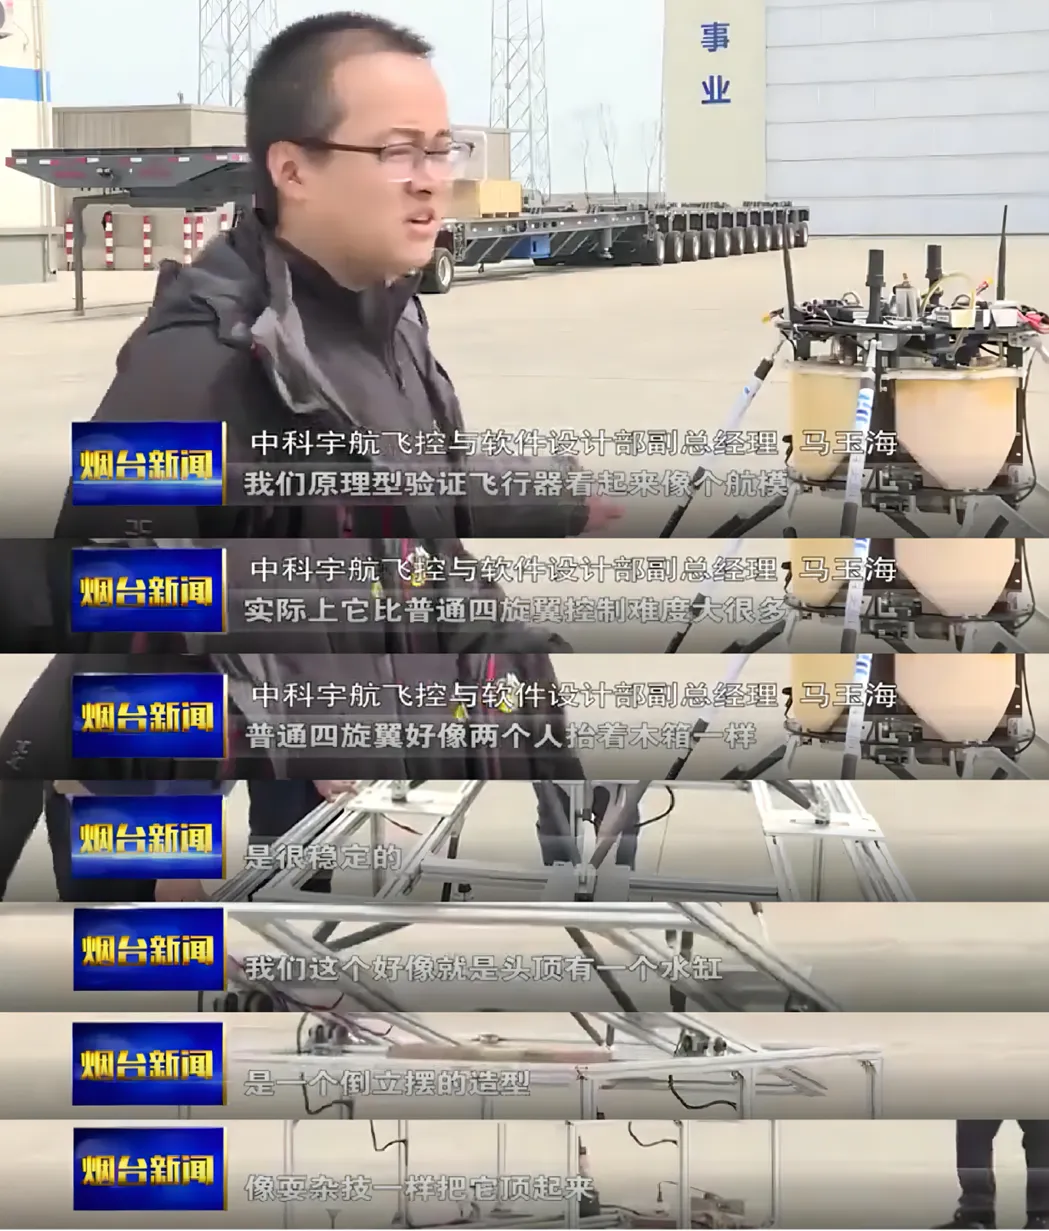 事
业
烟台新闻
中科宇航飞控与软件设计部副总经理，马玉海
我们原理型验证飞行器看起来像个航模
烟台新闻
中科宇航飞控与软件设计部副总经理，马玉海
实际上它比普通四旋翼控制难度大很多
烟台新闻
中科宇航飞控与软件设计部副总经理，马玉海
普通四旋翼好像两个人抬着木箱一样
烟台新闻
是很稳定的
烟台新闻
我们这个好像就是头顶有一个水缸
烟台新闻
是一个倒立摆的造型
烟台新闻
像耍杂技一样把它顶起来